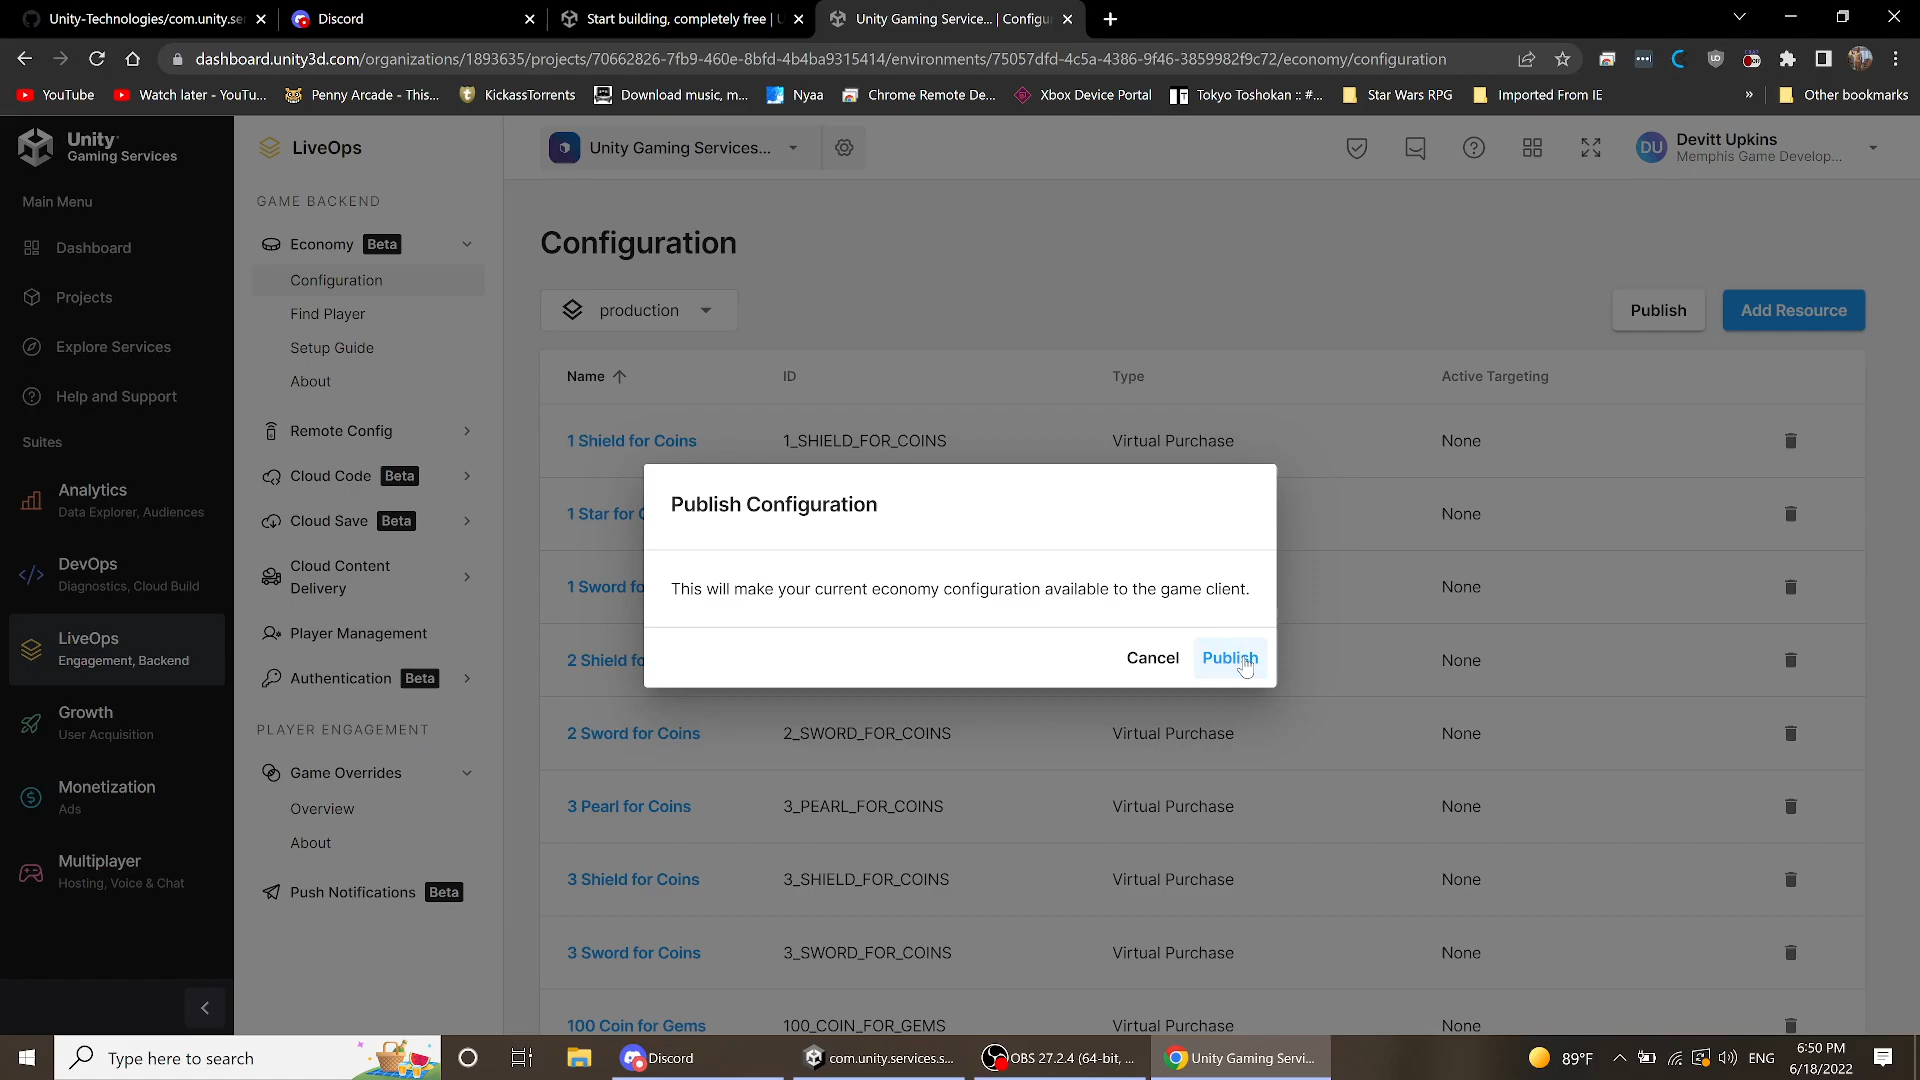 Unity-Technologies/com.unity.se
Discord
Start building, completely free |
Unity Gaming Service... | Configu
dashboard.unity3d.com/organizations/1893635/projects/70662826-7fb9-460e-8bfd-4b4ba9315414/environments/75057dfd-4c5a-4386-9f46-3859982f9c72/economy/configuration
YouTube
Watch later - YouTu...
Penny Arcade - This...
KickassTorrents
Download music, m...
Nyaa
Chrome Remote De...
Xbox Device Portal
Tokyo Toshokan :: #...
Star Wars RPG
Imported From IE
»
Other bookmarks
Unity
Gaming Services
LiveOps
Unity Gaming Services...
DU
Devitt Upkins
Memphis Game Develop...
Main Menu
Dashboard
Projects
Explore Services
Help and Support
Suites
Analytics
Data Explorer, Audiences
DevOps
Diagnostics, Cloud Build
LiveOps
Engagement, Backend
Growth
User Acquisition
Monetization
Ads
Multiplayer
Hosting, Voice & Chat
GAME BACKEND
Economy Beta
Configuration
Find Player
Setup Guide
About
Remote Config
Cloud Code Beta
Cloud Save Beta
Cloud Content
Delivery
Player Management
Authentication Beta
PLAYER ENGAGEMENT
Game Overrides
Overview
About
Push Notifications Beta
Configuration
production
Publish
Add Resource
Name ID Type Active Targeting
1 Shield for Coins 1_SHIELD_FOR_COINS Virtual Purchase None
1 Star for None
1 Sword fo None
2 Shield fo None
2 Sword for Coins 2_SWORD_FOR_COINS Virtual Purchase None
3 Pearl for Coins 3_PEARL_FOR_COINS Virtual Purchase None
3 Shield for Coins 3_SHIELD_FOR_COINS Virtual Purchase None
3 Sword for Coins 3_SWORD_FOR_COINS Virtual Purchase None
100 Coin for Gems 100_COIN_FOR_GEMS Virtual Purchase None
Publish Configuration
This will make your current economy configuration available to the game client.
Cancel
Publish
Type here to search
Discord
com.unity.services.s...
OBS 27.2.4 (64-bit, ...
Unity Gaming Servi...
89°F
ENG
6:50 PM
6/18/2022